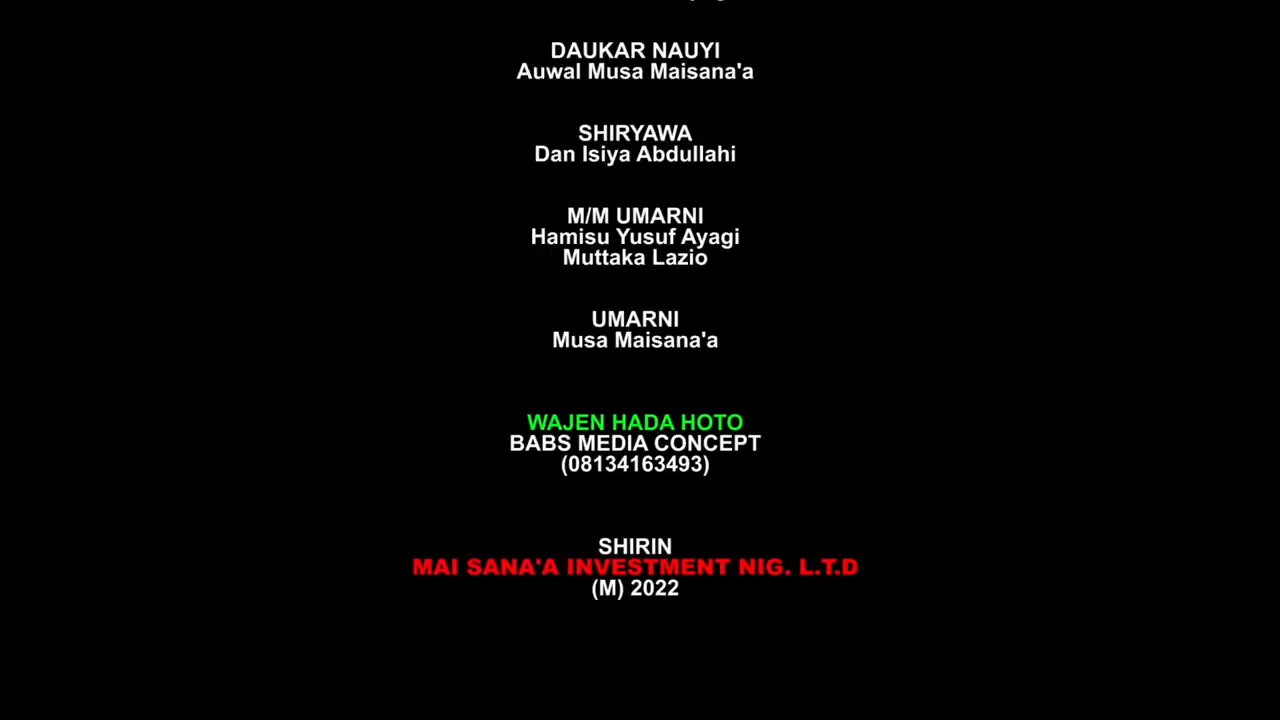 DAUKAR NAUYI
Auwal Musa Maisana'a
SHIRYAWA
Dan Isiya Abdullahi
M/M UMARNI
Hamisu Yusuf Ayagi
Muttaka Lazio
UMARNI
Musa Maisana'a
WAJEN HADA HOTO
BABS MEDIA CONCEPT
(08134163493)
SHIRIN
MAI SANA'A INVESTMENT NIG. L.T.D
(M) 2022